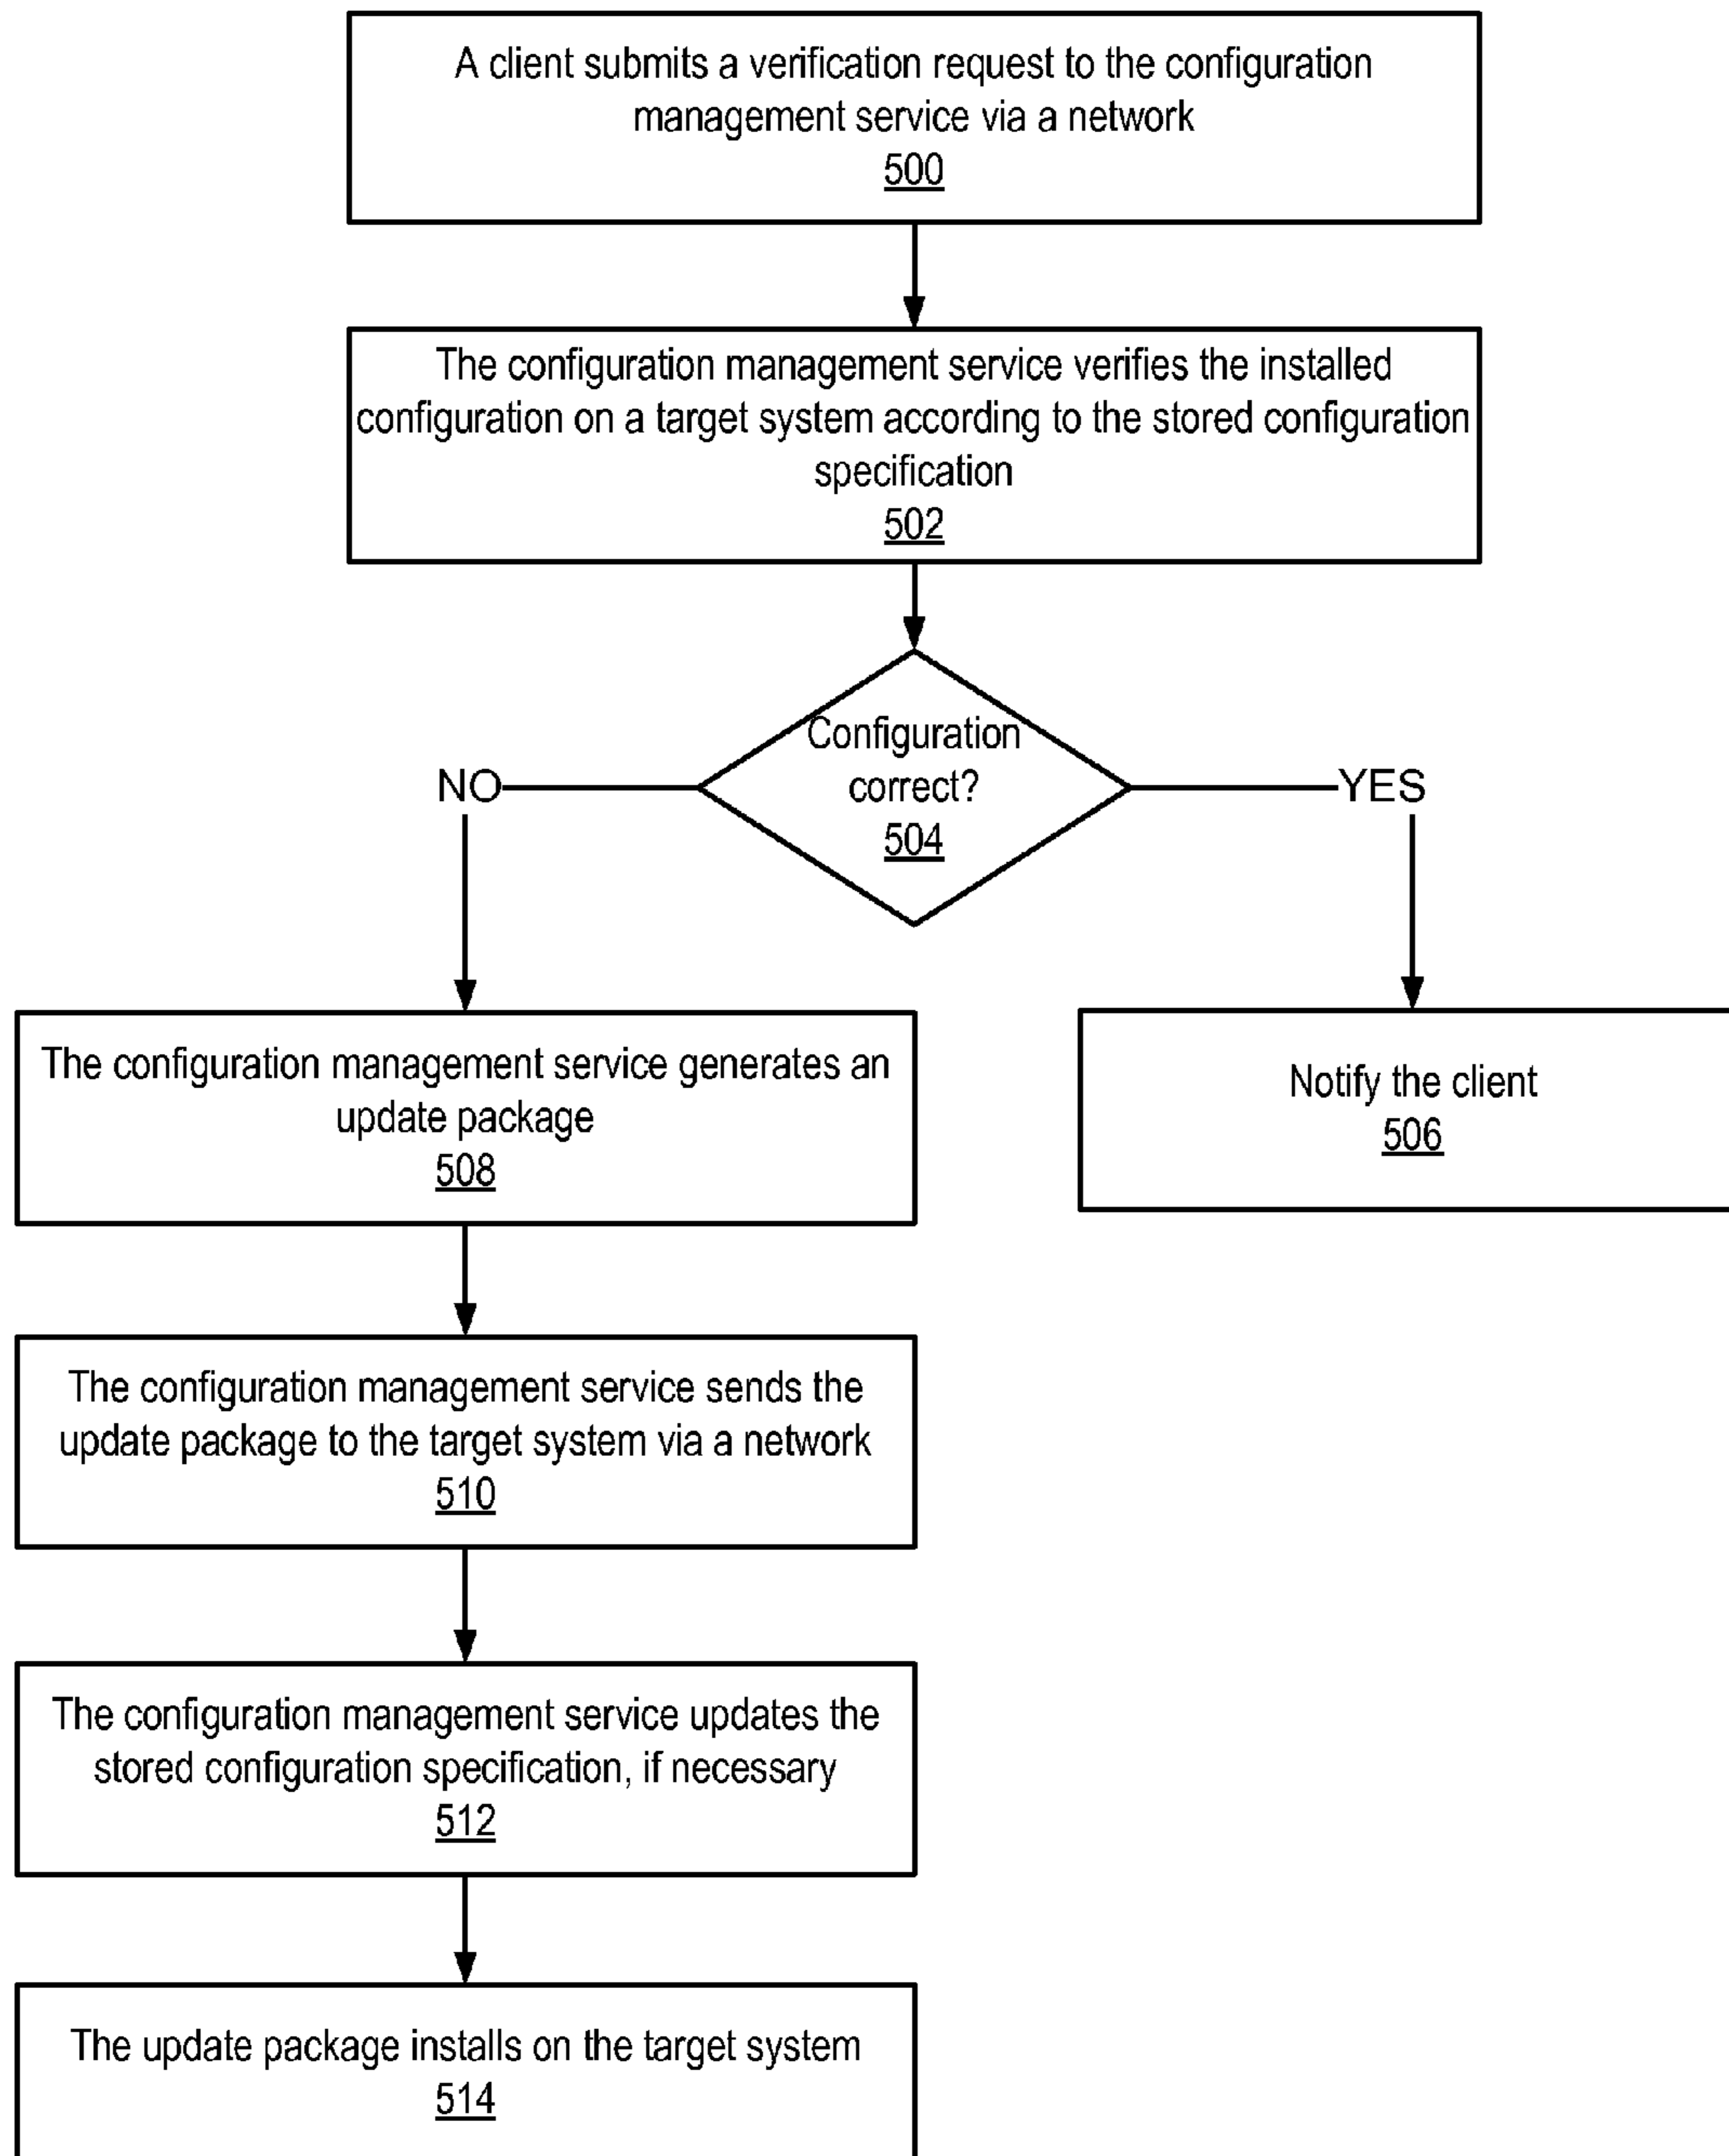 A client submits a verification request to the configuration
management service via a network
500
The configuration management service verifies the installed
configuration on a target system according to the stored configuration
specification
502
Configuration
correct?
504
NO
YES
The configuration management service generates an
update package
508
Notify the client
506
The configuration management service sends the
update package to the target system via a network
510
The configuration management service updates the
stored configuration specification, if necessary
512
The update package installs on the target system
514